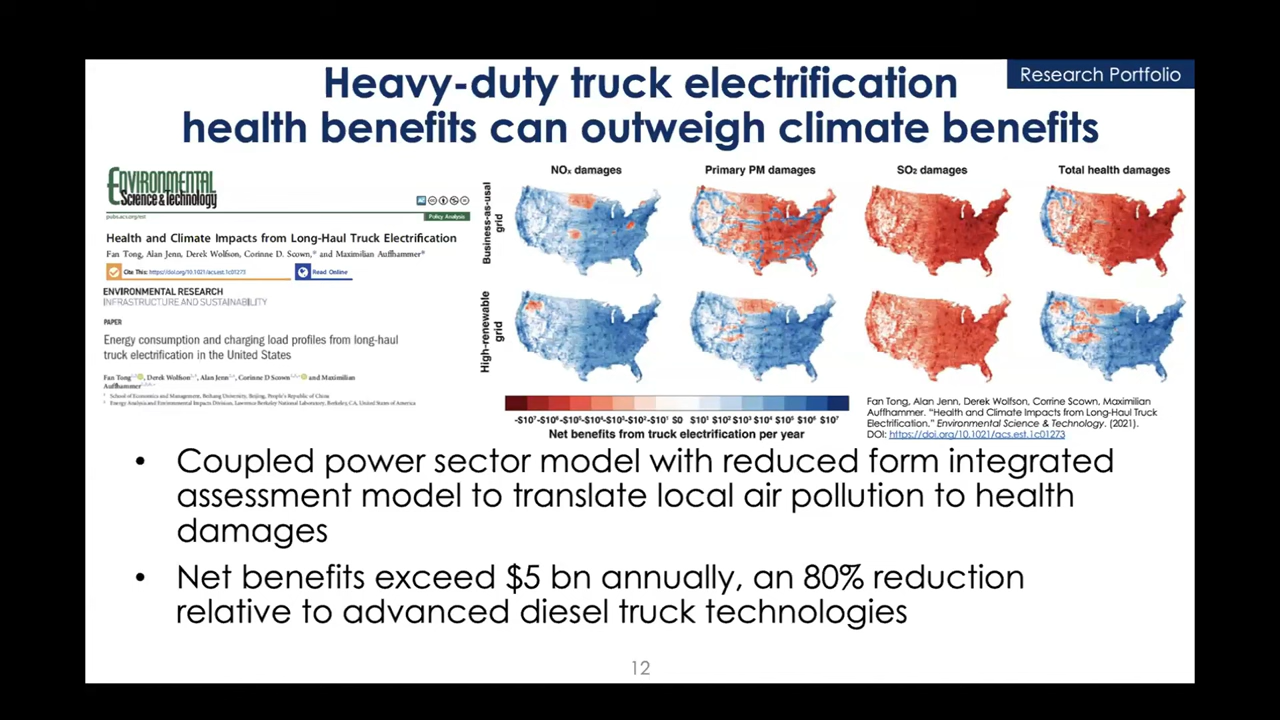 Research Portfolio
Heavy-duty truck electrification
health benefits can outweigh climate benefits
ENVIRONMENTAL
Science & Technology
pubs.acs.org/est
Policy Analysis
Health and Climate Impacts from Long-Haul Truck Electrification
Fan Tong, Alan Jenn, Derek Wolfson, Corinne D. Scown,* and Maximilian Auffhammer*
Cite This: https://doi.org/10.1021/acs.est.1c01273
Read Online
ENVIRONMENTAL RESEARCH
INFRASTRUCTURE AND SUSTAINABILITY
PAPER
Energy consumption and charging load profiles from long-haul
truck electrification in the United States
Fan Tong, Derek Wolfson, Alan Jenn, Corinne D Scown and Maximilian
Auffhammer
School of Economics and Management, Beihang University, Beijing, People's Republic of China
Energy Analysis and Environmental Impacts Division, Lawrence Berkeley National Laboratory, Berkeley, CA, United States of America
NOx damages
Primary PM damages
SO2 damages
Total health damages
Business-as-usual
grid
High-renewable
grid
-$10⁷ -$10⁶ -$10⁵ -$10⁴ -$10³ -$10² -$10¹ $0 $10¹ $10² $10³ $10⁴ $10⁵ $10⁶ $10⁷
Net benefits from truck electrification per year
Fan Tong, Alan Jenn, Derek Wolfson, Corrine Scown, Maximilian
Auffhammer. "Health and Climate Impacts from Long-Haul Truck
Electrification." Environmental Science & Technology. (2021).
DOI: https://doi.org/10.1021/acs.est.1c01273
• Coupled power sector model with reduced form integrated
assessment model to translate local air pollution to health
damages
• Net benefits exceed $5 bn annually, an 80% reduction
relative to advanced diesel truck technologies
12